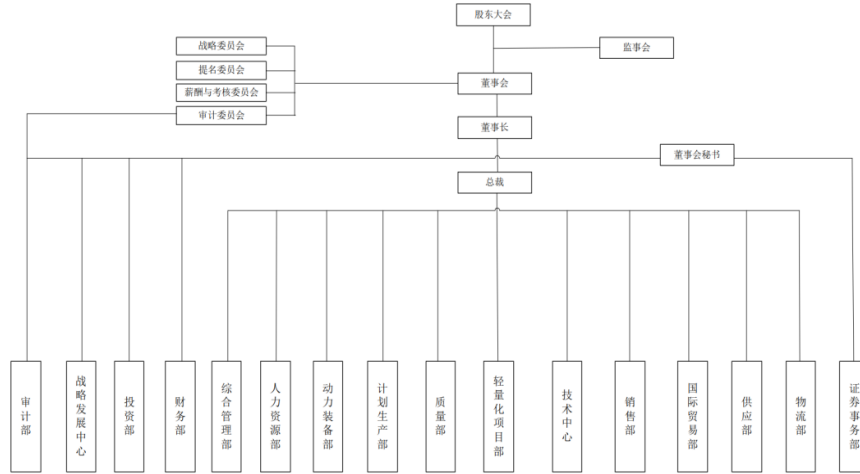 股东大会
战略委员会
监事会
提名委员会
董事会
薪酬与考核委员会
审计委员会
董事长
董事会秘书
总裁
审计部
战略发展中心
投资部
财务部
综合管理部
人力资源部
动力装备部
计划生产部
质量部
轻量化项目部
技术中心
销售部
国际贸易部
供应部
物流部
证券事务部